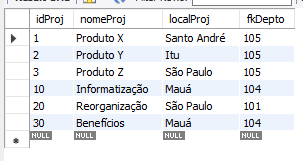 idProj nomeProj localProj fkDepto
1 Produto X Santo André 105
2 Produto Y Itu 105
3 Produto Z São Paulo 105
10 Informatização Mauá 104
20 Reorganização São Paulo 101
30 Benefícios Mauá 104
NULL NULL NULL NULL